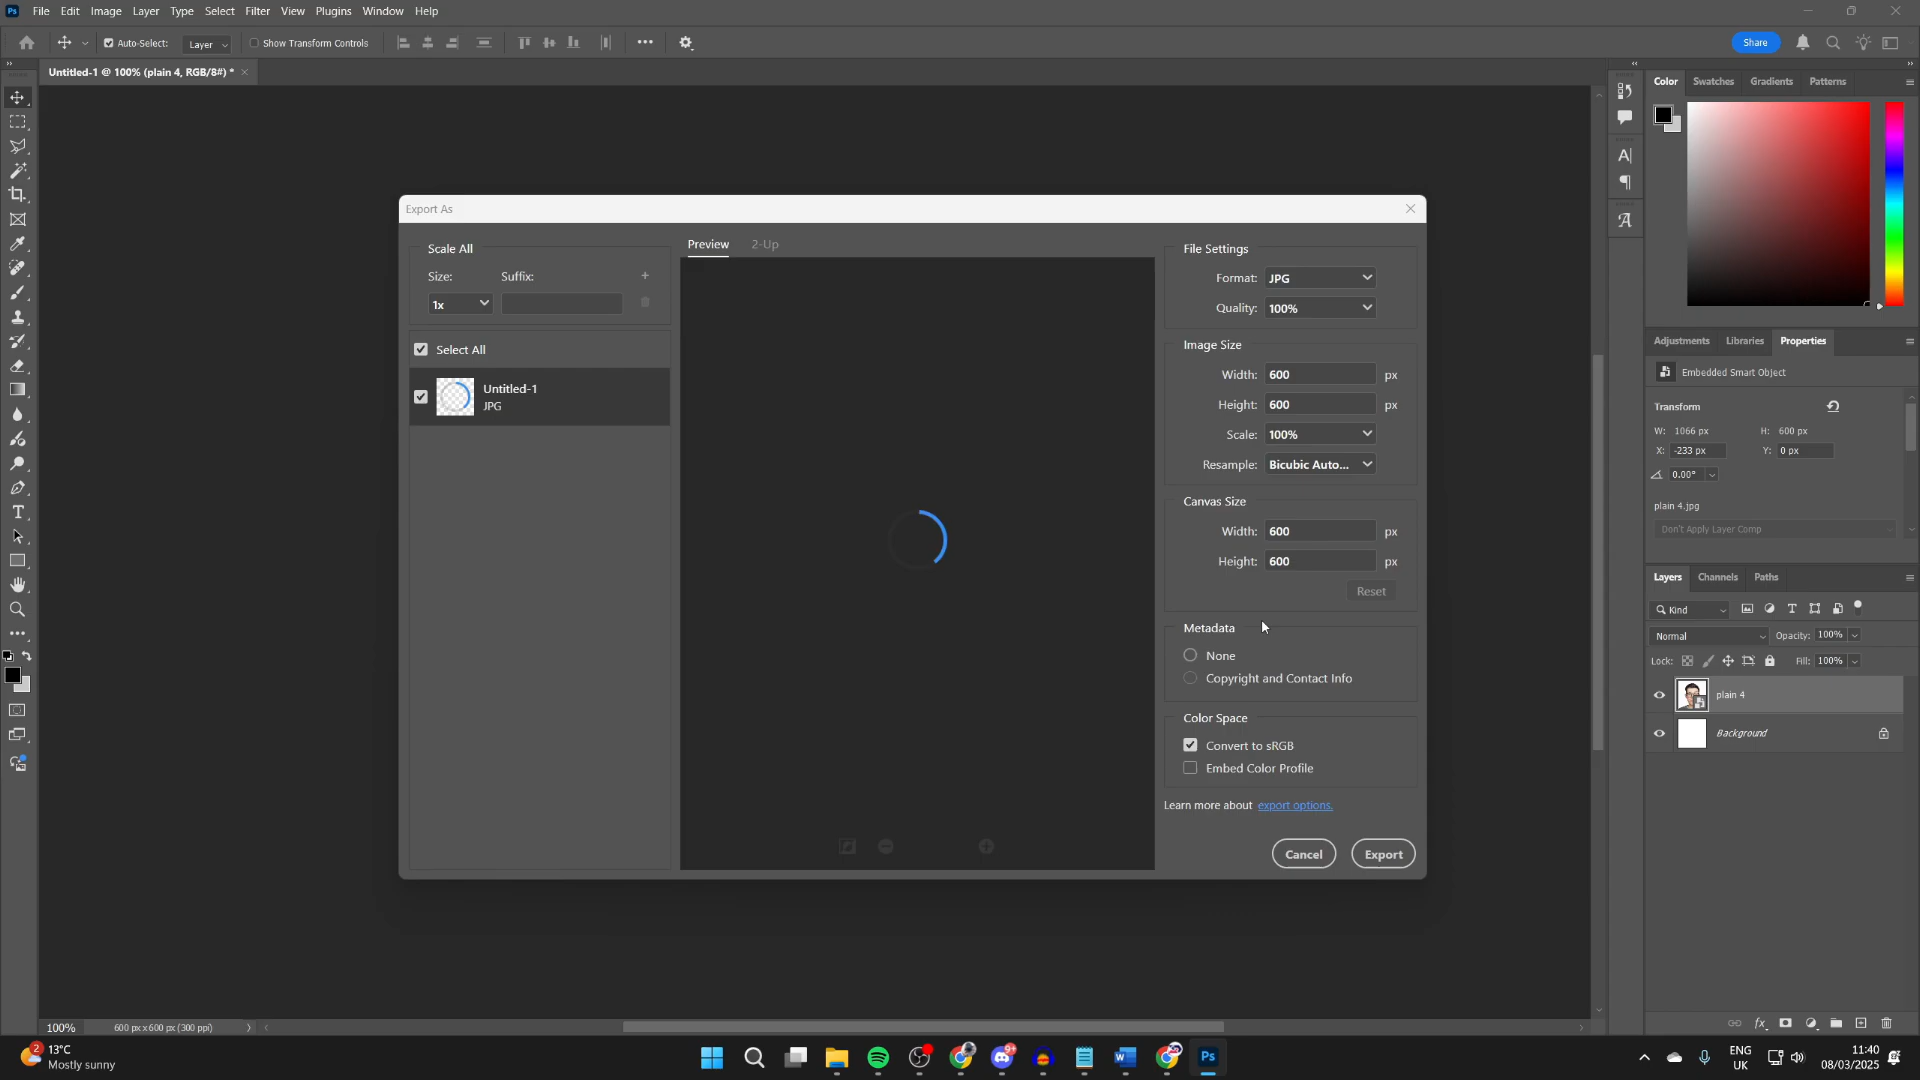 Ps File Edit Image Layer Type Select Filter View Plugins Window Help
Auto-Select: Layer Show Transform Controls ••• Share
Untitled-1 @ 100% (plain 4, RGB/8#) * ×
Export As
Scale All
Size: Suffix: +
1x
Select All
Untitled-1
JPG
Preview 2-Up
File Settings
Format: JPG
Quality: 100%
Image Size
Width: 600 px
Height: 600 px
Scale: 100%
Resample: Bicubic Auto...
Canvas Size
Width: 600 px
Height: 600 px
Reset
Metadata
None
Copyright and Contact Info
Color Space
Convert to sRGB
Embed Color Profile
Learn more about export options.
Cancel Export
Color Swatches Gradients Patterns
Adjustments Libraries Properties
Embedded Smart Object
Transform
W: 1066 px H: 600 px
X: -233 px Y: 0 px
0.00°
plain 4.jpg
Don't Apply Layer Comp
Layers Channels Paths
Kind
Normal Opacity: 100%
Lock: Fill: 100%
plain 4
Background
fx
100% 600 px x 600 px (300 ppi)
2 13°C
Mostly sunny
9+
Ps
ENG
UK
11:40
08/03/2025